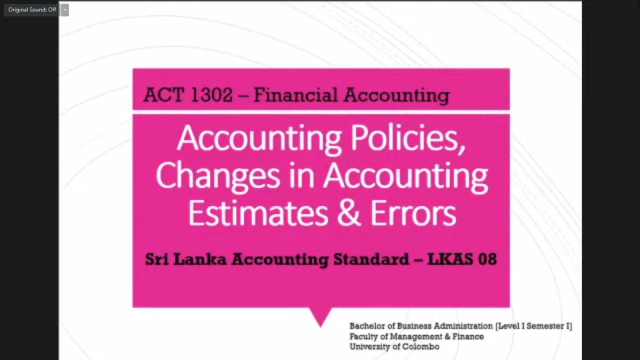 Original Sound: Off
ACT 1302 – Financial Accounting
Accounting Policies,
Changes in Accounting
Estimates & Errors
Sri Lanka Accounting Standard – LKAS 08
Bachelor of Business Administration [Level I Semester I]
Faculty of Management & Finance
University of Colombo